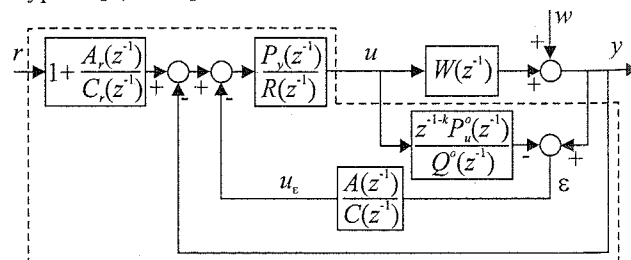 w
r
1 + A_r(z^-1) / C_r(z^-1)
+ - + -
P_y(z^-1) / R(z^-1)
u
W(z^-1)
+ +
y
z^-1-k P_u^o(z^-1) / Q^o(z^-1)
- +
u_ε
A(z^-1) / C(z^-1)
ε